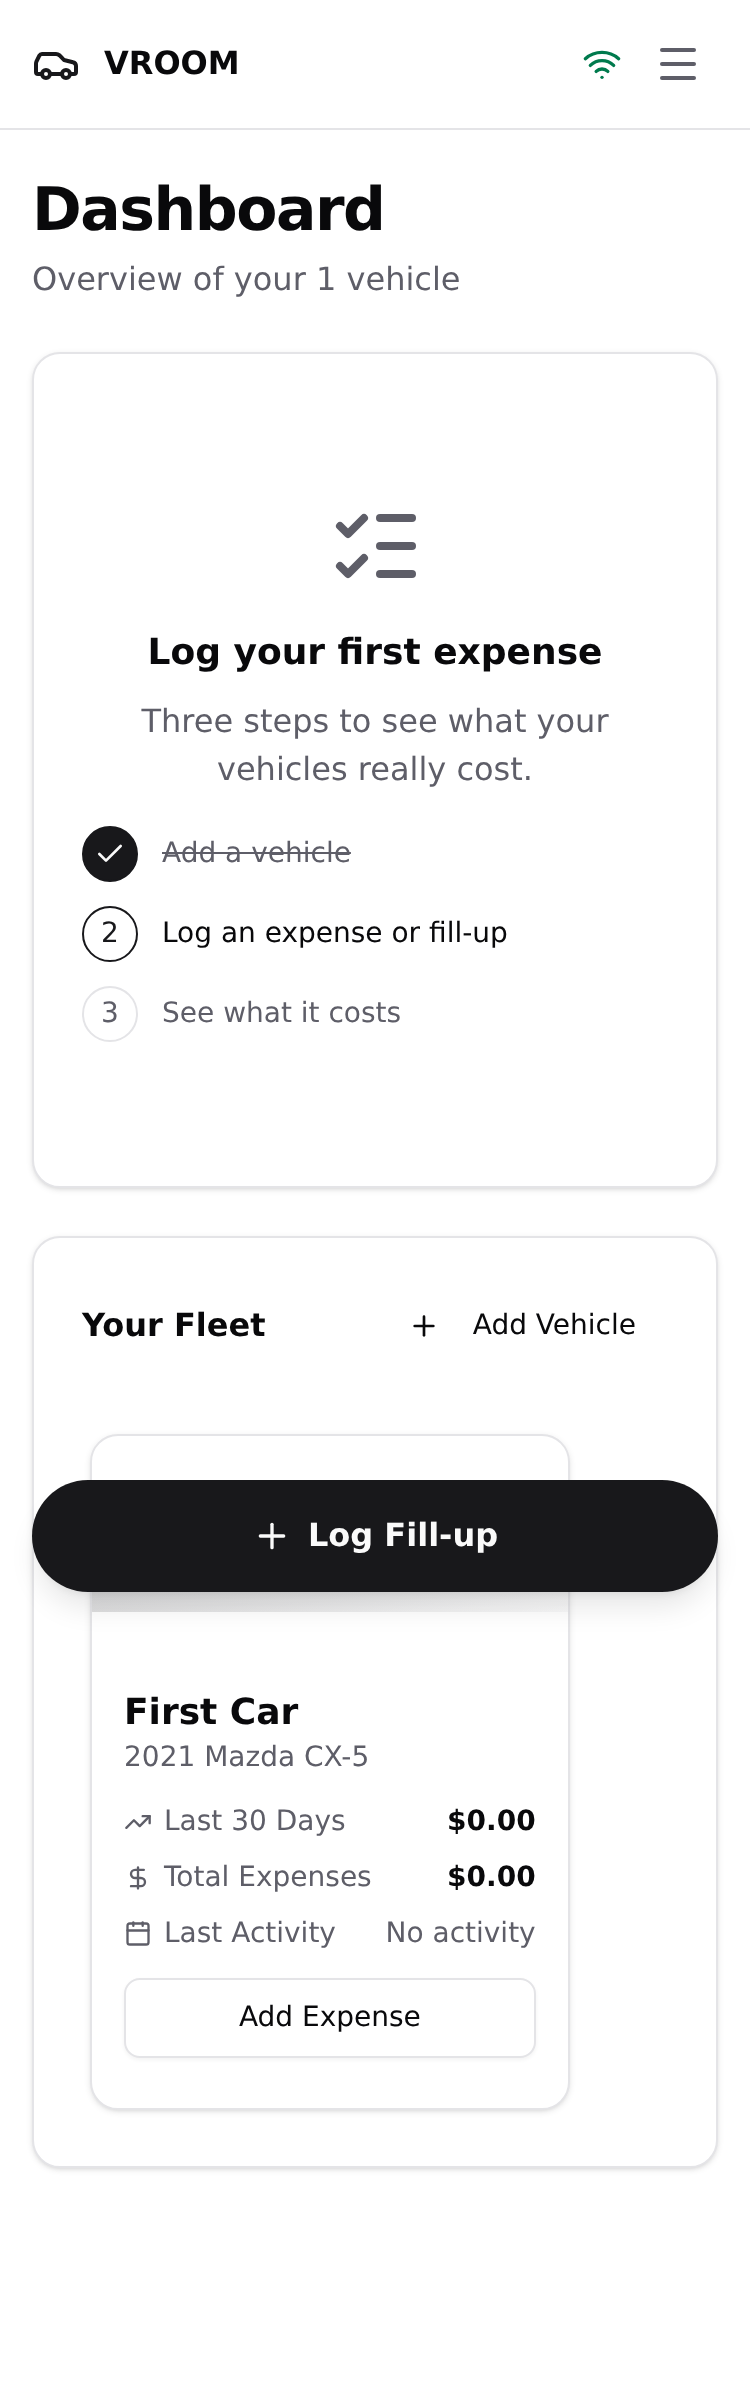 VROOM
Dashboard
Overview of your 1 vehicle
Log your first expense
Three steps to see what your
vehicles really cost.
Add a vehicle
2 Log an expense or fill-up
3 See what it costs
Your Fleet
Add Vehicle
Log Fill-up
First Car
2021 Mazda CX-5
Last 30 Days $0.00
Total Expenses $0.00
Last Activity No activity
Add Expense